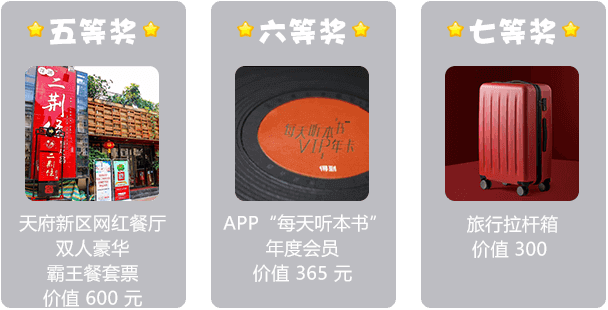 五等奖
二荆
天府新区网红餐厅
双人豪华
霸王餐套票
价值 600 元
六等奖
每天听本书
VIP年卡
得到
APP“每天听本书”
年度会员
价值 365 元
七等奖
旅行拉杆箱
价值 300